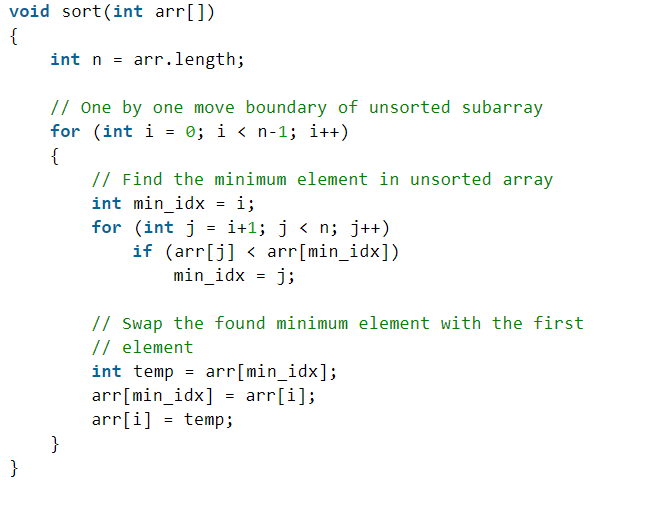 void sort(int arr[])
{
    int n = arr.length;

    // One by one move boundary of unsorted subarray
    for (int i = 0; i < n-1; i++)
    {
        // Find the minimum element in unsorted array
        int min_idx = i;
        for (int j = i+1; j < n; j++)
            if (arr[j] < arr[min_idx])
                min_idx = j;

        // Swap the found minimum element with the first
        // element
        int temp = arr[min_idx];
        arr[min_idx] = arr[i];
        arr[i] = temp;
    }
}